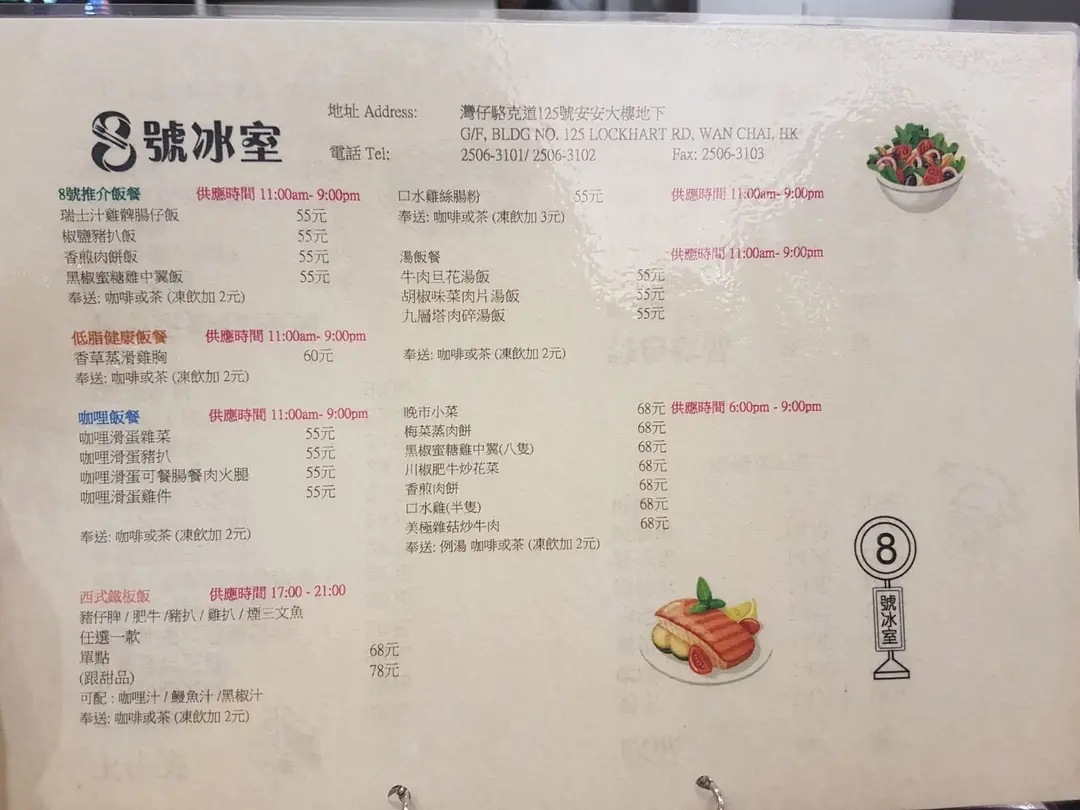 8號冰室
地址 Address: 灣仔駱克道125號安安大樓地下
G/F, BLDG NO. 125 LOCKHART RD, WAN CHAI, HK
電話 Tel: 2506-3101/ 2506-3102 Fax: 2506-3103
8號推介飯餐 供應時間 11:00am- 9:00pm
瑞士汁雞髀腸仔飯 55元
椒鹽豬扒飯 55元
香煎肉餅飯 55元
黑椒蜜糖雞中翼飯 55元
奉送: 咖啡或茶 (凍飲加 2元)
低脂健康飯餐 供應時間 11:00am- 9:00pm
香草蒸滑雞胸 60元
奉送: 咖啡或茶 (凍飲加 2元)
咖哩飯餐 供應時間 11:00am- 9:00pm
咖哩滑蛋雜菜 55元
咖哩滑蛋豬扒 55元
咖哩滑蛋可餐腸餐肉火腿 55元
咖哩滑蛋雞件 55元
奉送: 咖啡或茶 (凍飲加 2元)
西式鐵板飯 供應時間 17:00 - 21:00
豬仔脾 / 肥牛 /豬扒 / 雞扒 / 煙三文魚
任選一款
單點 68元
(跟甜品) 78元
可配 : 咖哩汁 / 鰻魚汁 /黑椒汁
奉送: 咖啡或茶 (凍飲加 2元)
口水雞絲腸粉 55元 供應時間 11:00am- 9:00pm
奉送: 咖啡或茶 (凍飲加 3元)
湯飯餐 供應時間 11:00am- 9:00pm
牛肉旦花湯飯 55元
胡椒味菜肉片湯飯 55元
九層塔肉碎湯飯 55元
奉送: 咖啡或茶 (凍飲加 2元)
晚市小菜 68元 供應時間 6:00pm - 9:00pm
梅菜蒸肉餅 68元
黑椒蜜糖雞中翼(八隻) 68元
川椒肥牛炒花菜 68元
香煎肉餅 68元
口水雞(半隻) 68元
美極雜菇炒牛肉 68元
奉送: 例湯 咖啡或茶 (凍飲加 2元)
8
號冰室